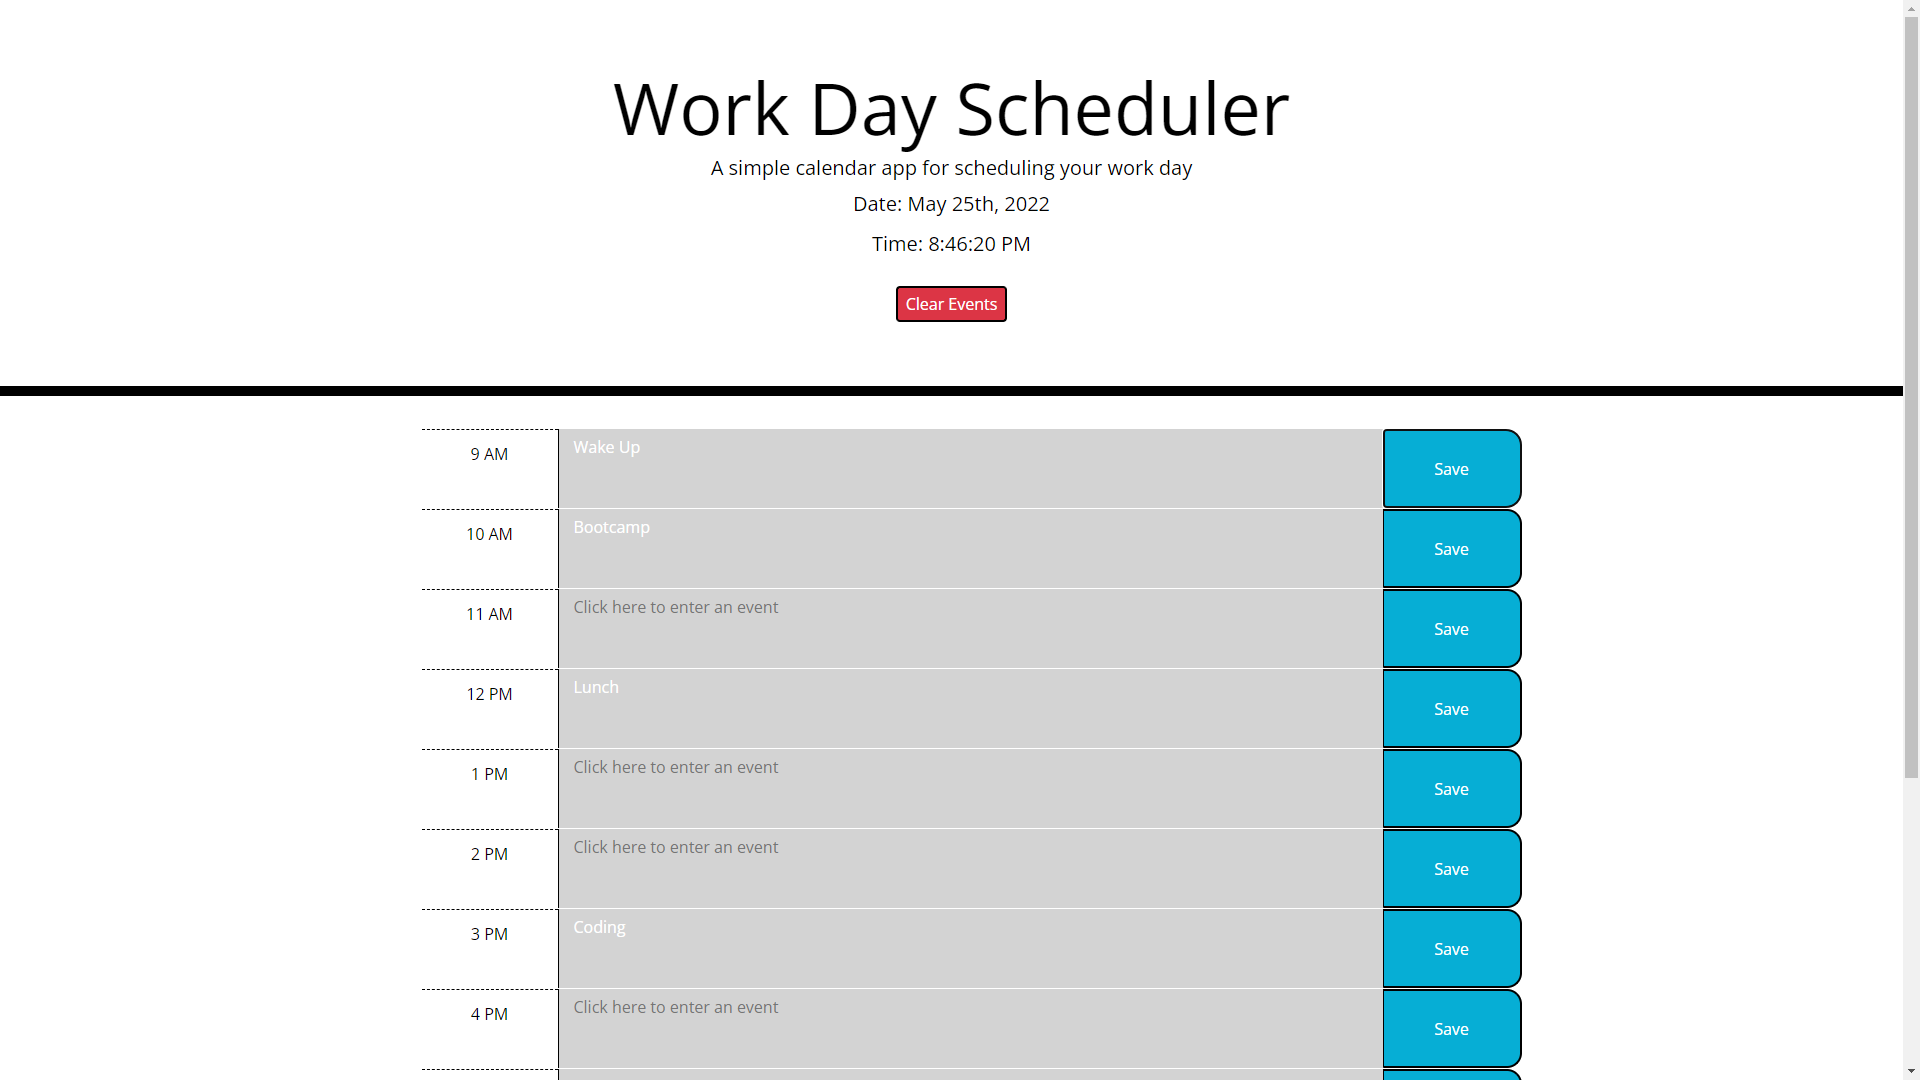 Work Day Scheduler
A simple calendar app for scheduling your work day
Date: May 25th, 2022
Time: 8:46:20 PM
Clear Events
9 AM Wake Up Save
10 AM Bootcamp Save
11 AM Click here to enter an event Save
12 PM Lunch Save
1 PM Click here to enter an event Save
2 PM Click here to enter an event Save
3 PM Coding Save
4 PM Click here to enter an event Save